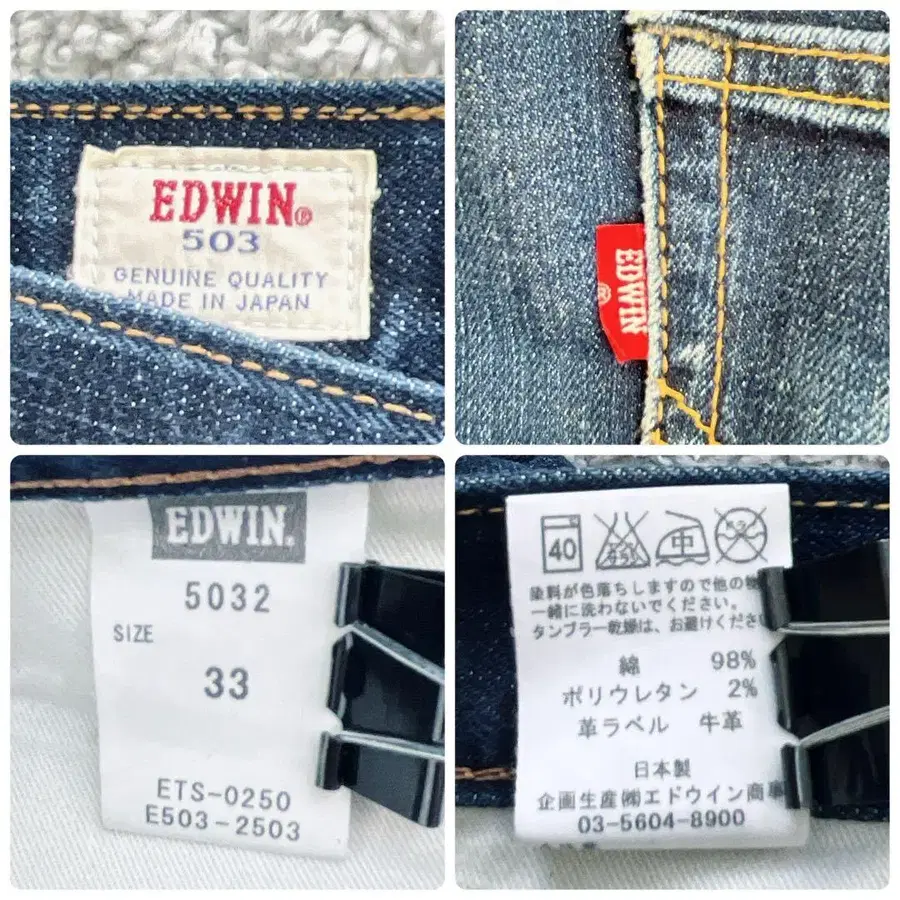 EDWIN®
503
GENUINE QUALITY
MADE IN JAPAN
EDWIN
®
EDWIN.
5032
SIZE
33
ETS-0250
E503-2503
40
中
染料が色落ちしますので他の物
一緒に洗わないでください。
タンブラー乾燥は、お避けくださ
綿 98%
ポリウレタン 2%
革ラベル 牛革
日本製
企画生産㈱エドウイン商事
03-5604-8900